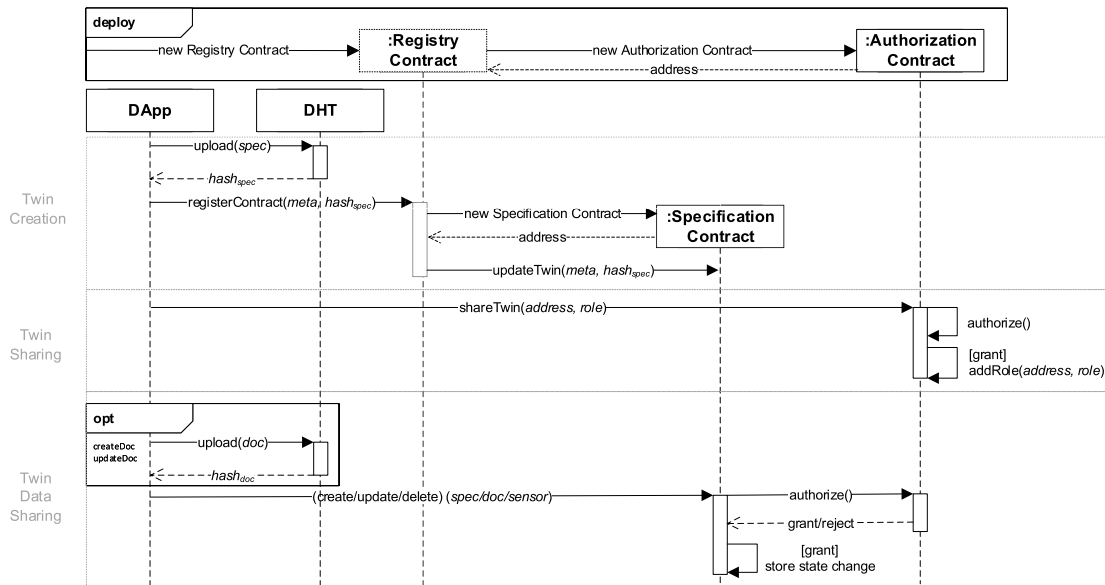 deploy
new Registry Contract
:Registry
Contract
new Authorization Contract
address
:Authorization
Contract
DApp
DHT
Twin
Creation
upload(spec)
hashspec
registerContract(meta, hashspec)
new Specification Contract
address
:Specification
Contract
updateTwin(meta, hashspec)
Twin
Sharing
shareTwin(address, role)
authorize()
[grant]
addRole(address, role)
Twin
Data
Sharing
opt
createDoc
updateDoc
upload(doc)
hashdoc
(create/update/delete) (spec/doc/sensor)
authorize()
grant/reject
[grant]
store state change